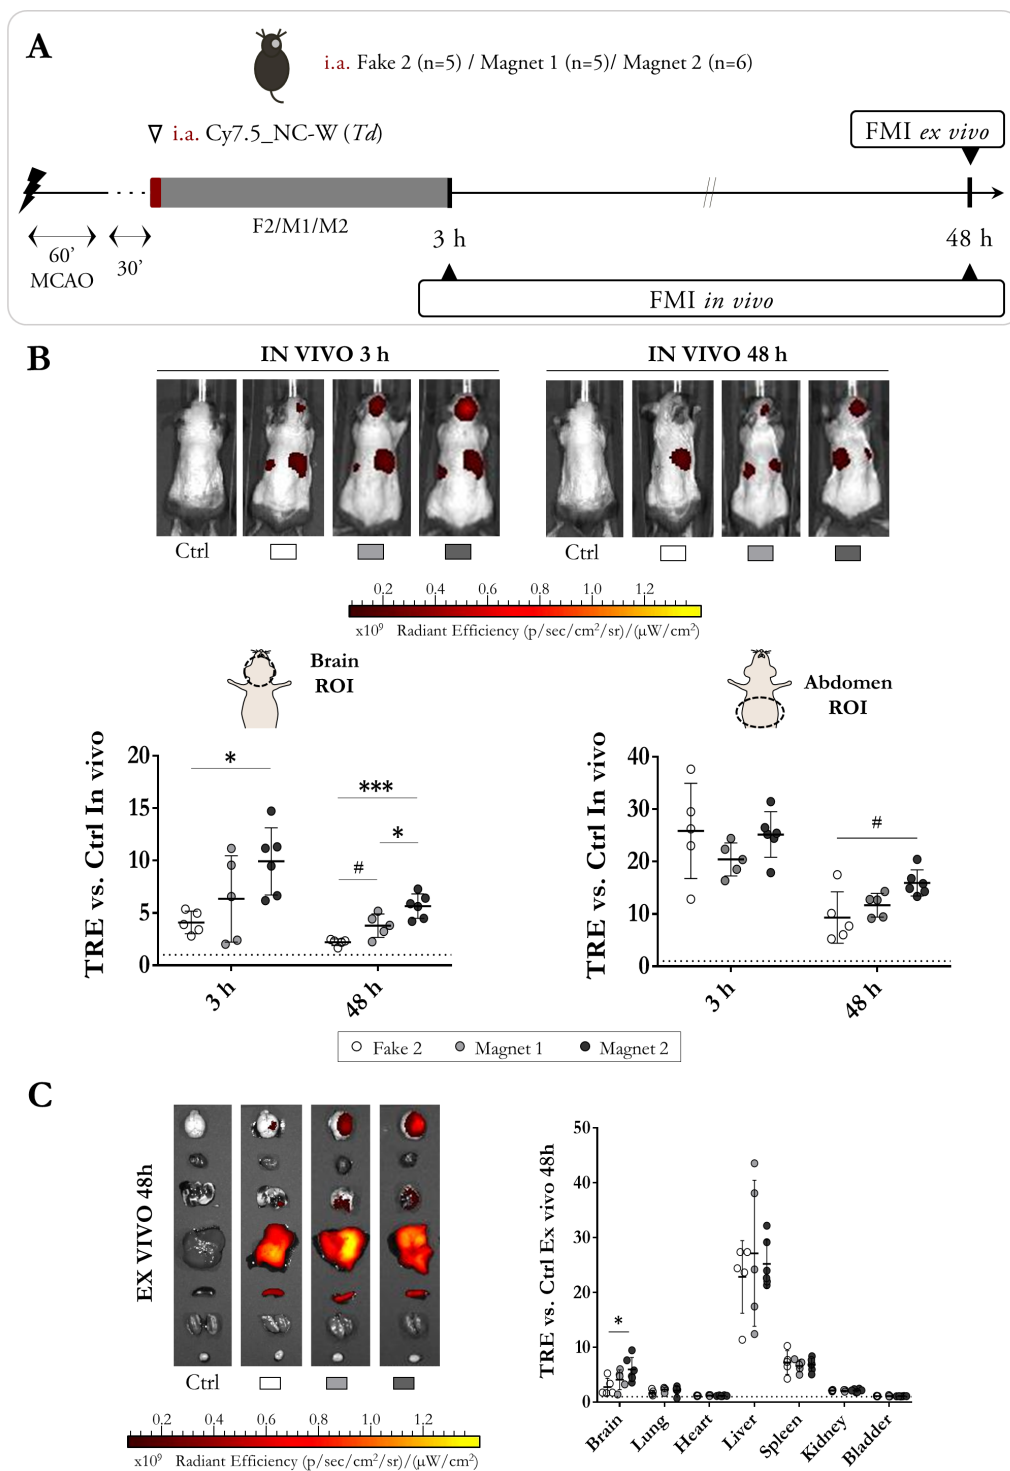 A
i.a. Fake 2 (n=5) / Magnet 1 (n=5)/ Magnet 2 (n=6)
i.a. Cy7.5_NC-W (Td)
FMI ex vivo
F2/M1/M2
60'
MCAO
30'
3 h
48 h
FMI in vivo
B
IN VIVO 3 h
IN VIVO 48 h
Ctrl
Ctrl
0.2 0.4 0.6 0.8 1.0 1.2
x10⁹ Radiant Efficiency (p/sec/cm²/sr)/(µW/cm²)
Brain
ROI
Abdomen
ROI
TRE vs. Ctrl In vivo
20
15
10
5
0
*
***
*
#
3 h
48 h
TRE vs. Ctrl In vivo
40
30
20
10
0
#
3 h
48 h
Fake 2 Magnet 1 Magnet 2
C
EX VIVO 48h
Ctrl
0.2 0.4 0.6 0.8 1.0 1.2
x10⁹ Radiant Efficiency (p/sec/cm²/sr)/(µW/cm²)
TRE vs. Ctrl Ex vivo 48h
50
40
30
20
10
0
*
Brain
Lung
Heart
Liver
Spleen
Kidney
Bladder